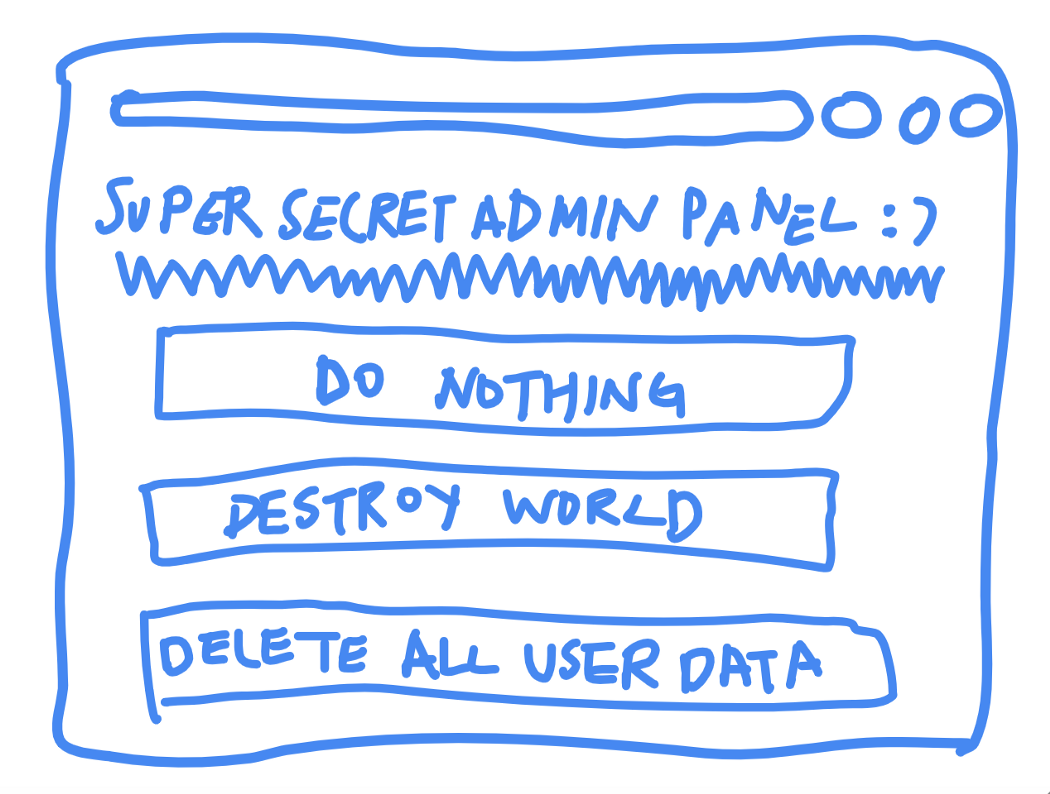 SUPER SECRET ADMIN PANEL :)
DO NOTHING
DESTROY WORLD
DELETE ALL USER DATA